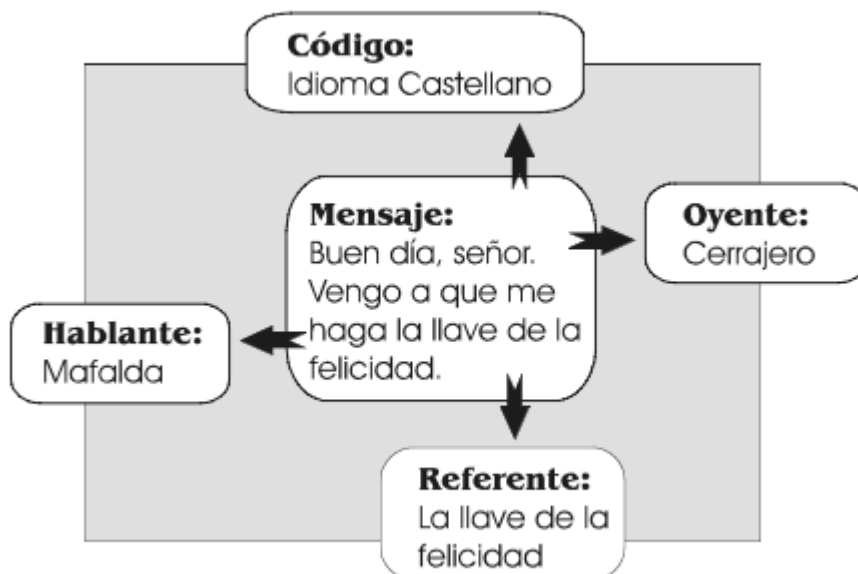 Código:
Idioma Castellano
Mensaje:
Buen día, señor.
Vengo a que me
haga la llave de la
felicidad.
Oyente:
Cerrajero
Hablante:
Mafalda
Referente:
La llave de la
felicidad